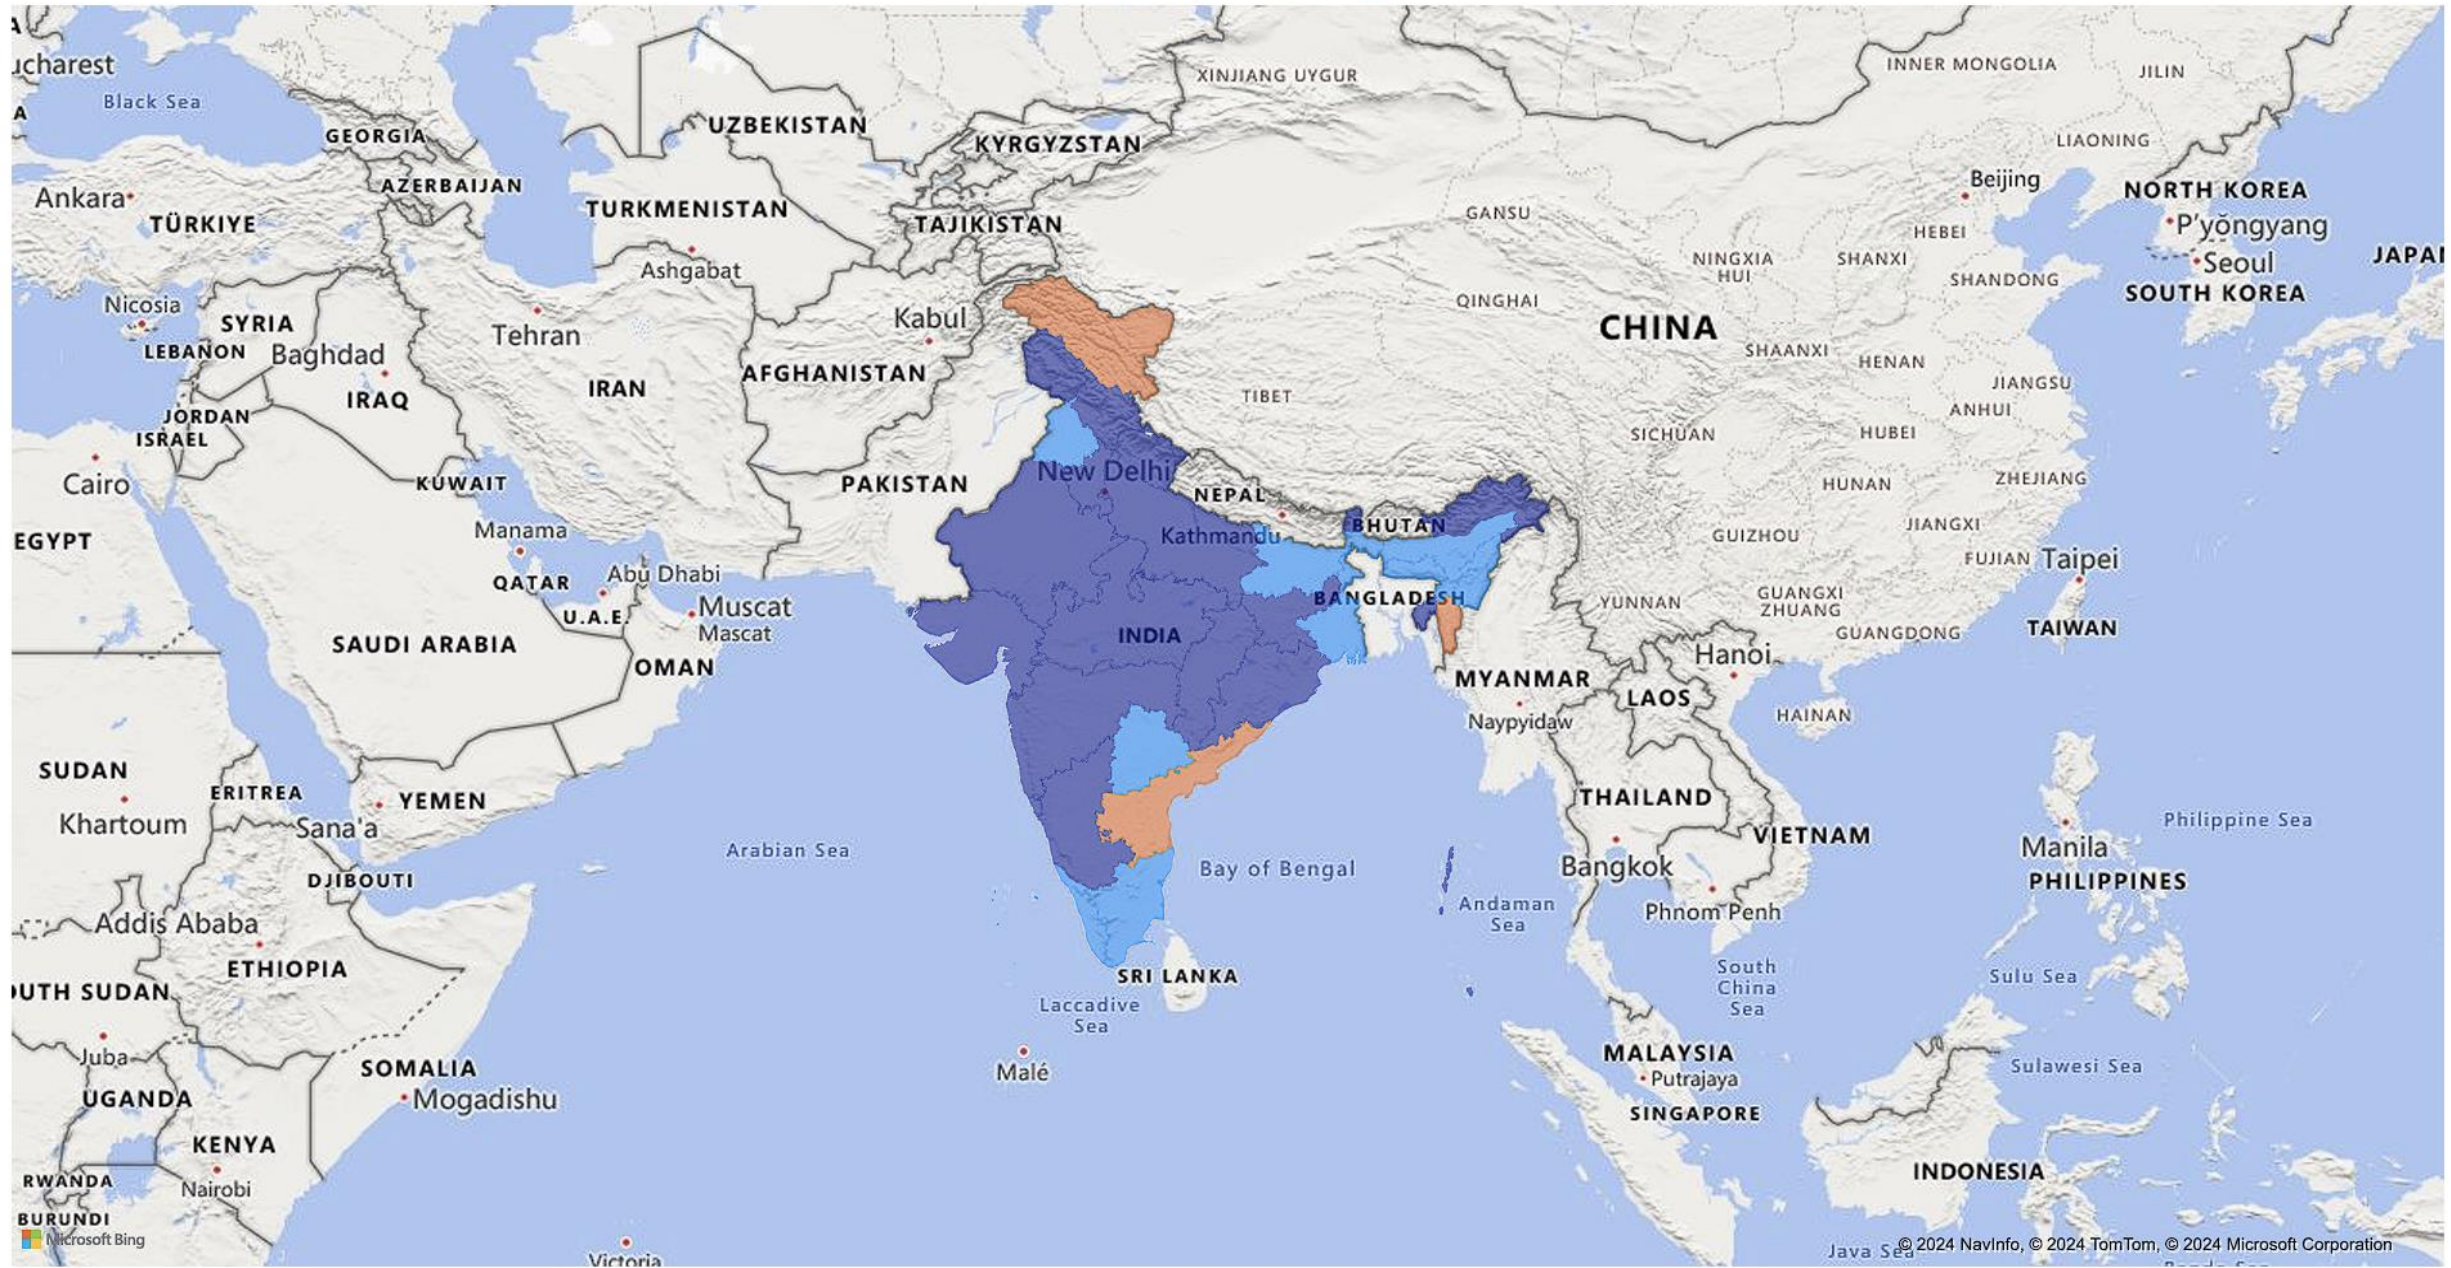 XINJIANG UYGUR
INNER MONGOLIA
JILIN
ucharest
Black Sea
A
GEORGIA
UZBEKISTAN
KYRGYZSTAN
LIAONING
AZERBAIJAN
Beijing
Ankara
TÜRKIYE
TURKMENISTAN
TAJIKISTAN
GANSU
NORTH KOREA
P'yŏngyang
HEBEI
Ashgabat
NINGXIA
HUI
SHANXI
SHANDONG
Seoul
JAPA
SOUTH KOREA
Nicosia
SYRIA
Tehran
Kabul
QINGHAI
CHINA
LEBANON
Baghdad
SHAANXI
HENAN
IRAQ
IRAN
AFGHANISTAN
TIBET
JIANGSU
ANHUI
JORDAN
ISRAEL
SICHUAN
HUBEI
Cairo
KUWAIT
PAKISTAN
New Delhi
NEPAL
HUNAN
ZHEJIANG
EGYPT
Manama
Kathmandu
BHUTAN
GUIZHOU
JIANGXI
FUJIAN
Taipei
QATAR
Abu Dhabi
U.A.E.
Muscat
Mascat
BANGLADESH
YUNNAN
GUANGXI
ZHUANG
GUANGDONG
TAIWAN
SAUDI ARABIA
OMAN
INDIA
MYANMAR
Naypyidaw
Hanoi
LAOS
HAINAN
SUDAN
Khartoum
ERITREA
Sana'a
YEMEN
THAILAND
VIETNAM
Philippine Sea
Manila
PHILIPPINES
Arabian Sea
Bay of Bengal
Bangkok
DJIBOUTI
Andaman
Sea
Phnom Penh
Addis Ababa
ETHIOPIA
SRI LANKA
Laccadive
Sea
South
China
Sea
Sulu Sea
OUTH SUDAN
Juba
SOMALIA
Mogadishu
Malé
MALAYSIA
Putrajaya
SINGAPORE
Sulawesi Sea
UGANDA
KENYA
Nairobi
RWANDA
BURUNDI
INDONESIA
Microsoft Bing
Victoria
Java Sea
© 2024 NavInfo, © 2024 TomTom, © 2024 Microsoft Corporation